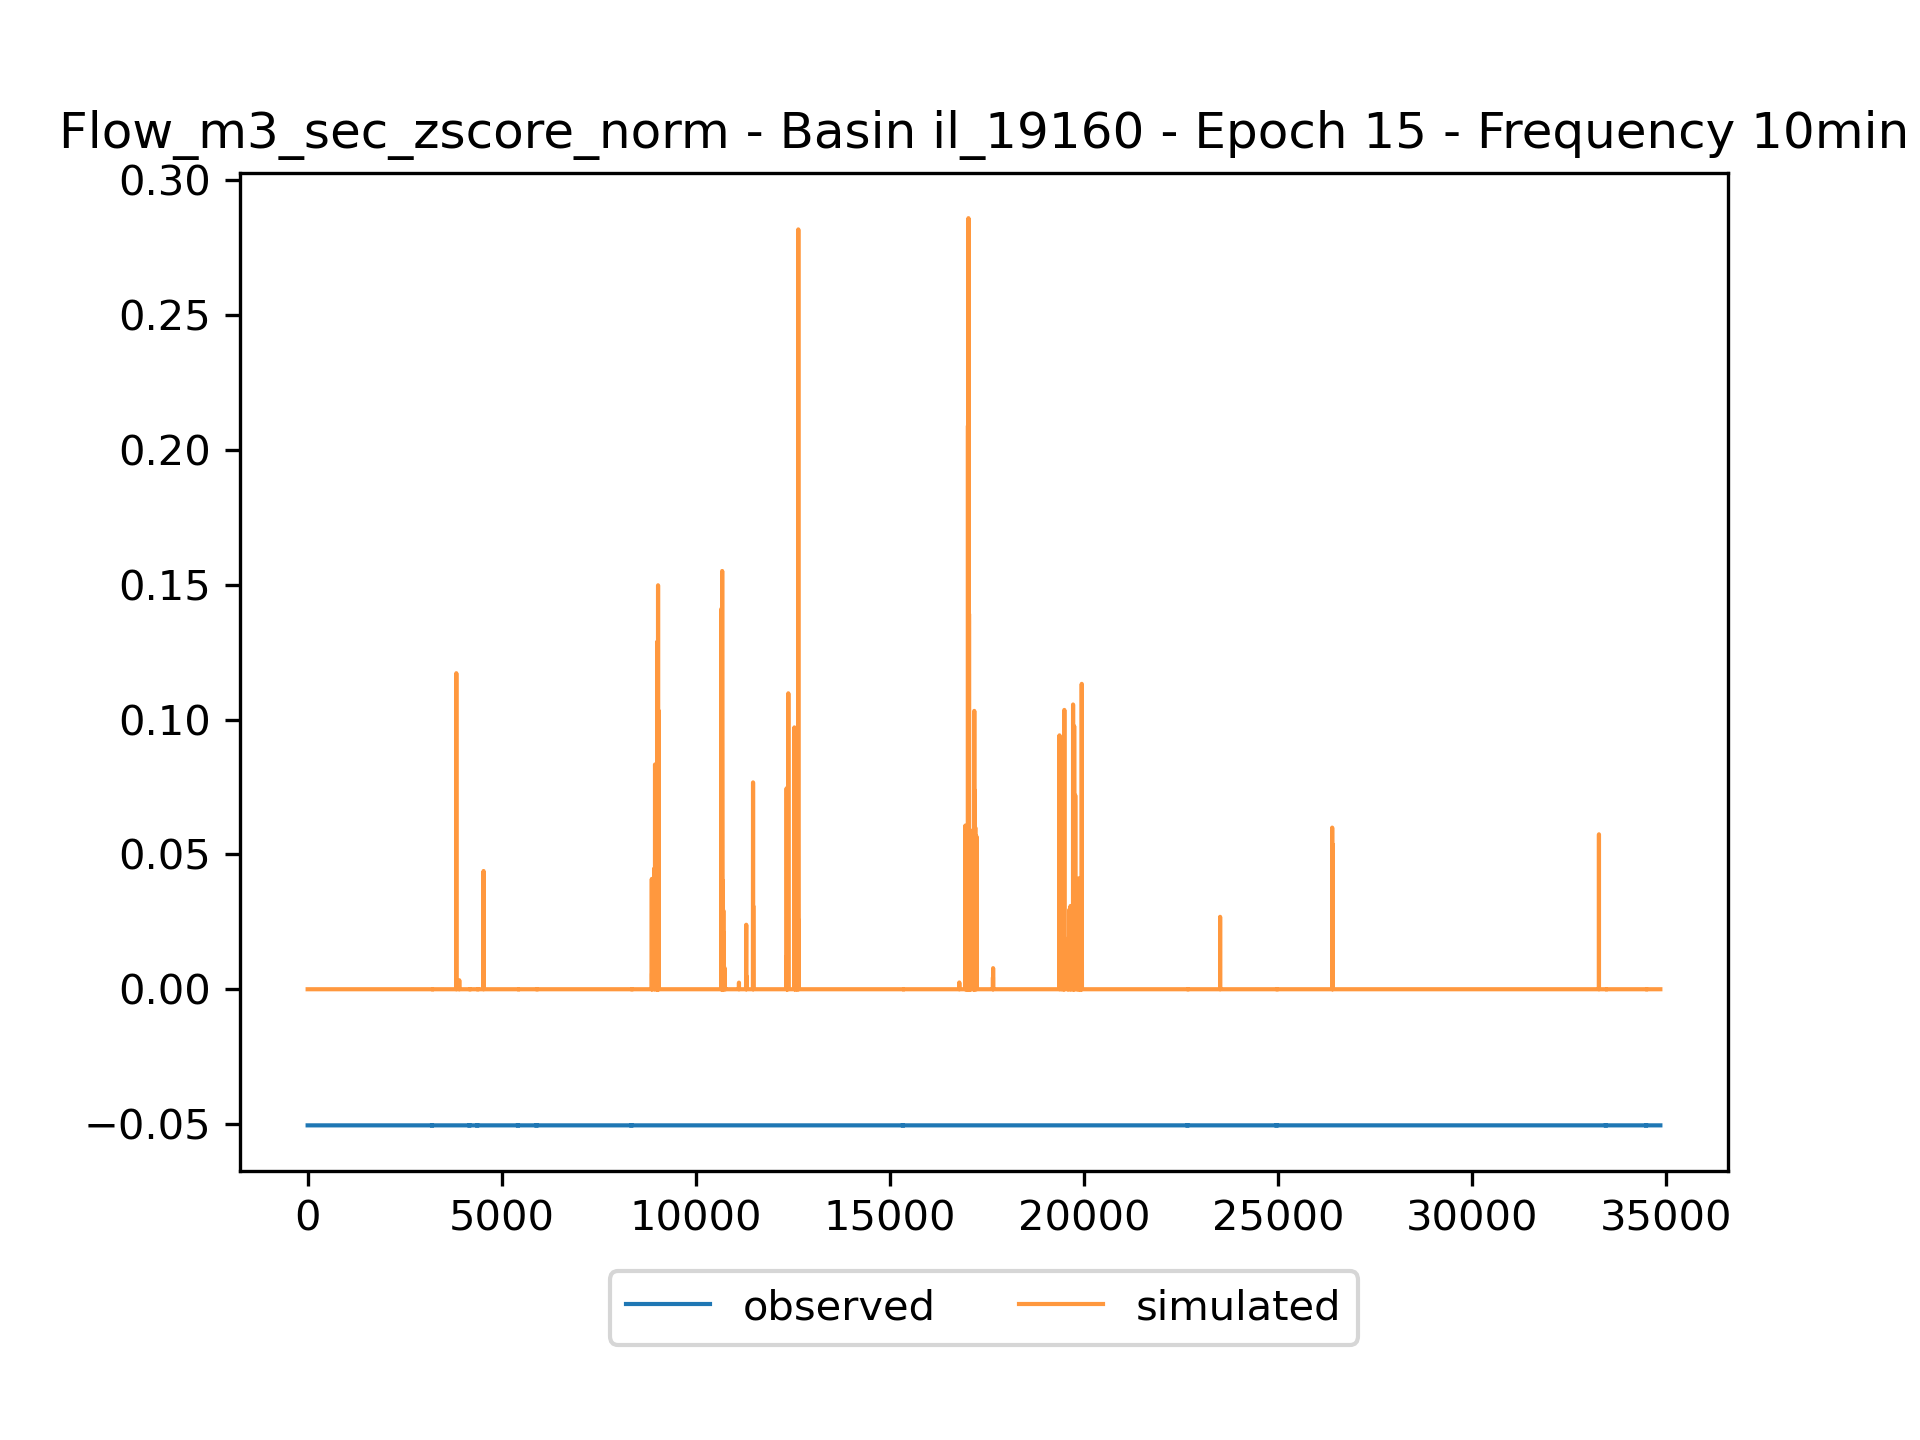 Flow_m3_sec_zscore_norm - Basin il_19160 - Epoch 15 - Frequency 10min
0.30
0.25
0.20
0.15
0.10
0.05
0.00
−0.05
0 5000 10000 15000 20000 25000 30000 35000
observed simulated